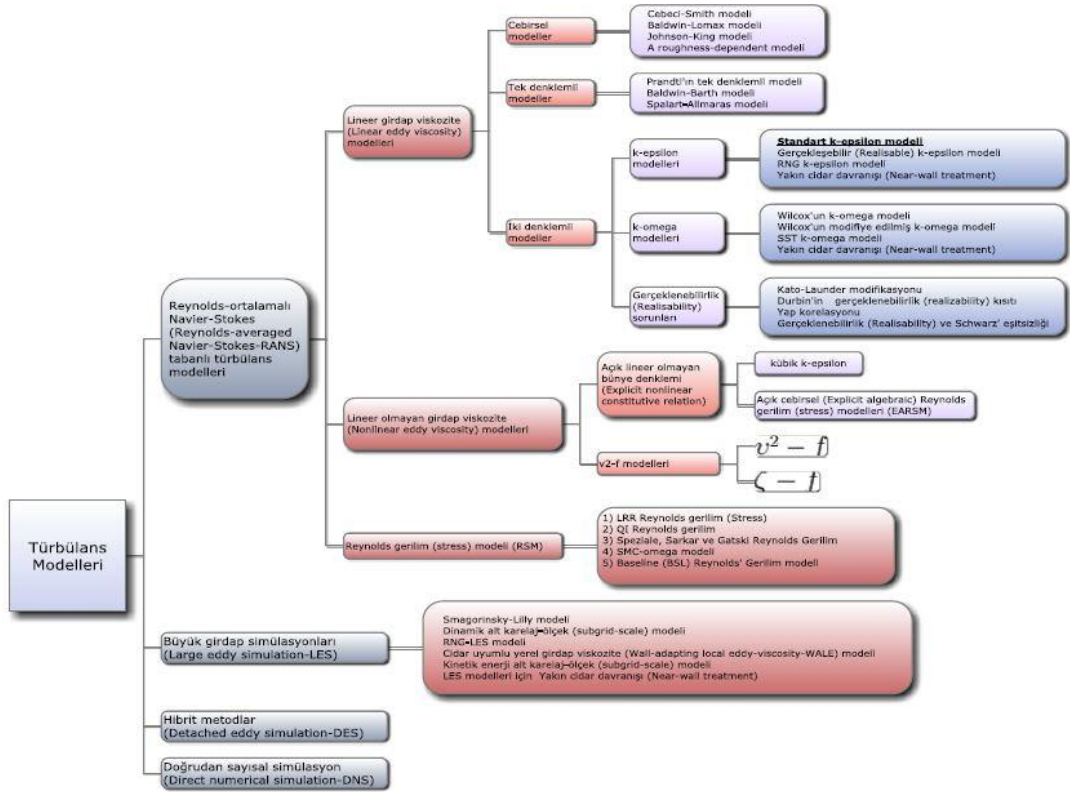 Türbülans
Modelleri
Reynolds-ortalamalı
Navier-Stokes
(Reynolds-averaged
Navier-Stokes-RANS)
tabanlı türbülans
modelleri
Lineer girdap viskozite
(Linear eddy viscosity)
modelleri
Cebirsel
modeller
Cebeci-Smith modeli
Baldwin-Lomax modeli
Johnson-King modeli
A roughness-dependent modeli
Tek denklemli
modeller
Prandtl'ın tek denklemli modeli
Baldwin-Barth modeli
Spalart-Allmaras modeli
İki denklemli
modeller
k-epsilon
modelleri
Standart k-epsilon modeli
Gerçekleşebilir (Realisable) k-epsilon modeli
RNG k-epsilon modeli
Yakın cidar davranışı (Near-wall treatment)
k-omega
modelleri
Wilcox'un k-omega modeli
Wilcox'un modifiye edilmiş k-omega modeli
SST k-omega modeli
Yakın cidar davranışı (Near-wall treatment)
Gerçeklenebilirlik
(Realisability)
sorunları
Kato-Launder modifikasyonu
Durbin'in gerçeklenebilirlik (realizability) kısıtı
Yap korelasyonu
Gerçeklenebilirlik (Realisability) ve Schwarz' eşitsizliği
Lineer olmayan girdap viskozite
(Nonlinear eddy viscosity) modelleri
Açık lineer olmayan
bünye denklemi
(Explicit nonlinear
constitutive relation)
kübik k-epsilon
Açık cebirsel (Explicit algebraic) Reynolds
gerilim (stress) modelleri (EARSM)
v2-f modelleri
υ² − f
ζ − f
Reynolds gerilim (stress) modeli (RSM)
1) LRR Reynolds gerilim (Stress)
2) QI Reynolds gerilim
3) Speziale, Sarkar ve Gatski Reynolds Gerilim
4) SMC-omega modeli
5) Baseline (BSL) Reynolds' Gerilim modeli
Büyük girdap simülasyonları
(Large eddy simulation-LES)
Smagorinsky-Lilly modeli
Dinamik alt karelaj-ölçek (subgrid-scale) modeli
RNG-LES modeli
Cidar uyumlu yerel girdap viskozite (Wall-adapting local eddy-viscosity-WALE) modeli
Kinetik enerji alt karelaj-ölçek (subgrid-scale) modeli
LES modelleri için Yakın cidar davranışı (Near-wall treatment)
Hibrit metodlar
(Detached eddy simulation-DES)
Doğrudan sayısal simülasyon
(Direct numerical simulation-DNS)